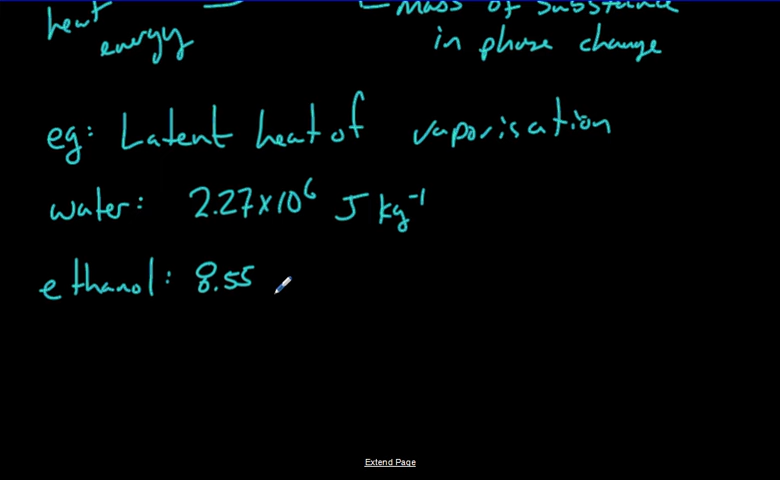 heat └ mass of substance
energy in phase change
eg: Latent heat of vaporisation
water: 2.27×10⁶ J kg⁻¹
ethanol: 8.55
Extend Page